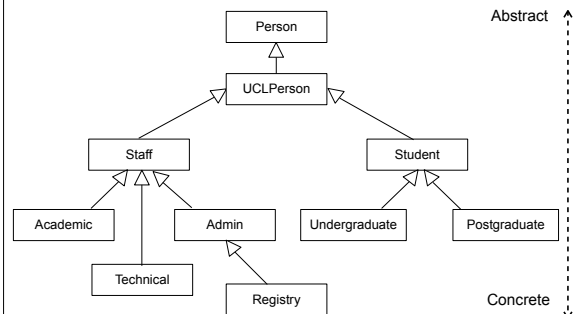 Person
Abstract
UCLPerson
Staff
Student
Academic
Admin
Undergraduate
Postgraduate
Technical
Registry
Concrete